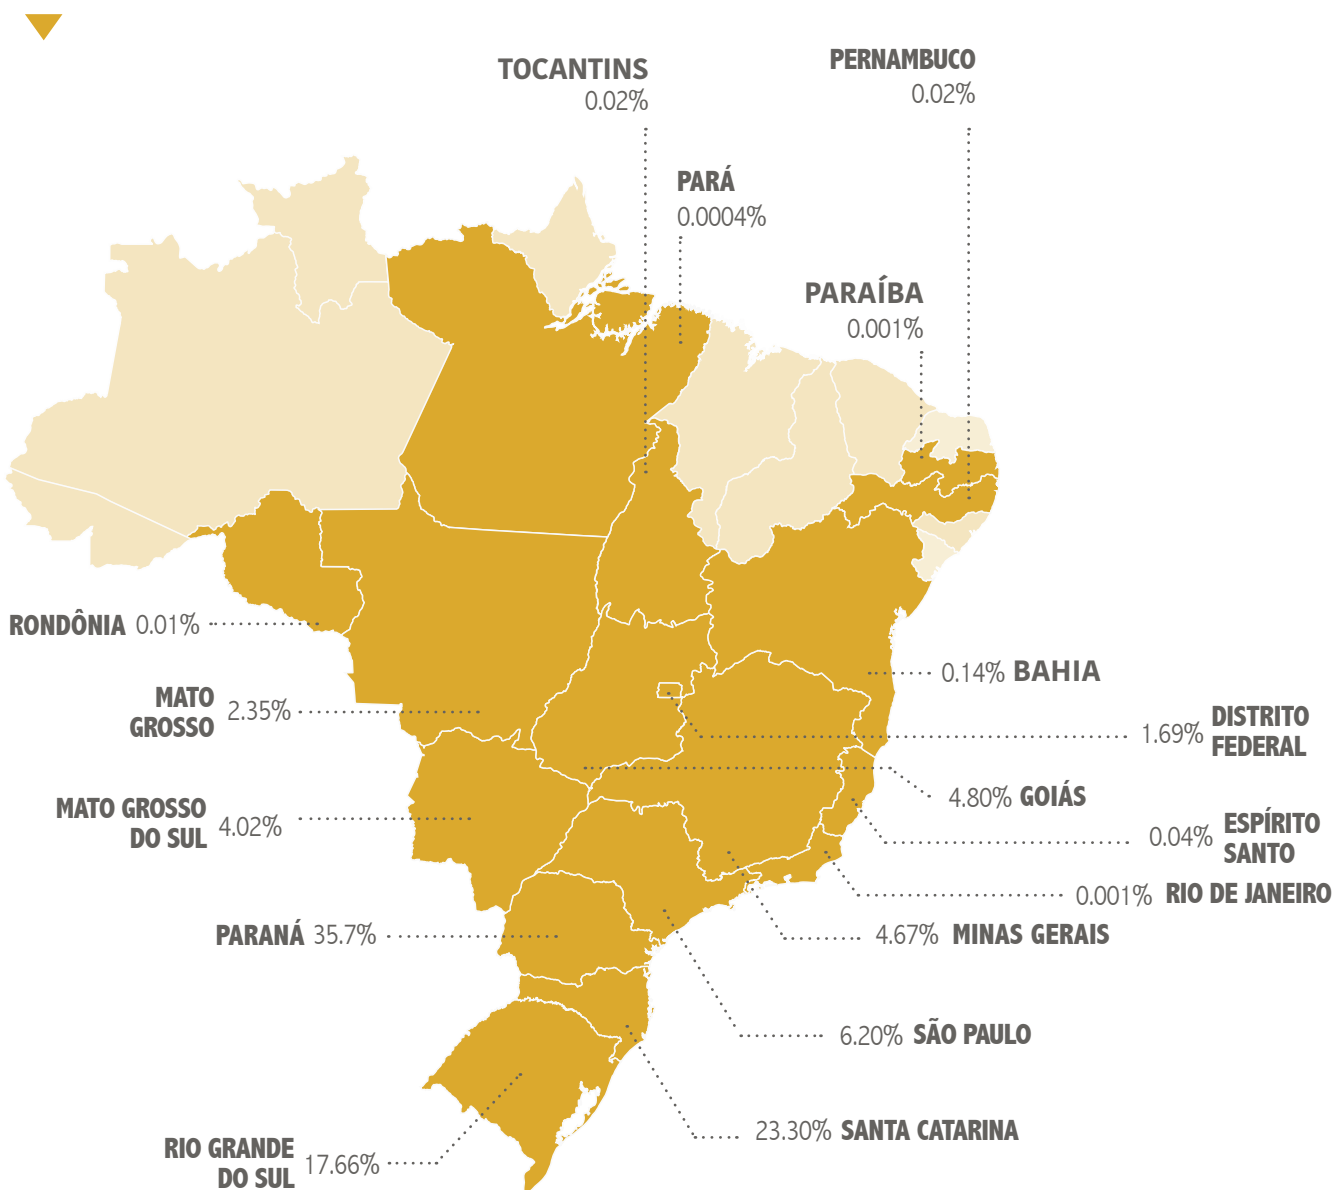 TOCANTINS
0.02%
PERNAMBUCO
0.02%
PARÁ
0.0004%
PARAÍBA
0.001%
RONDÔNIA 0.01%
0.14% BAHIA
MATO
GROSSO
2.35%
DISTRITO
FEDERAL
1.69%
4.80% GOIÁS
MATO GROSSO
DO SUL
4.02%
ESPÍRITO
SANTO
0.04%
0.001% RIO DE JANEIRO
PARANÁ 35.7%
4.67% MINAS GERAIS
6.20% SÃO PAULO
23.30% SANTA CATARINA
RIO GRANDE
DO SUL
17.66%